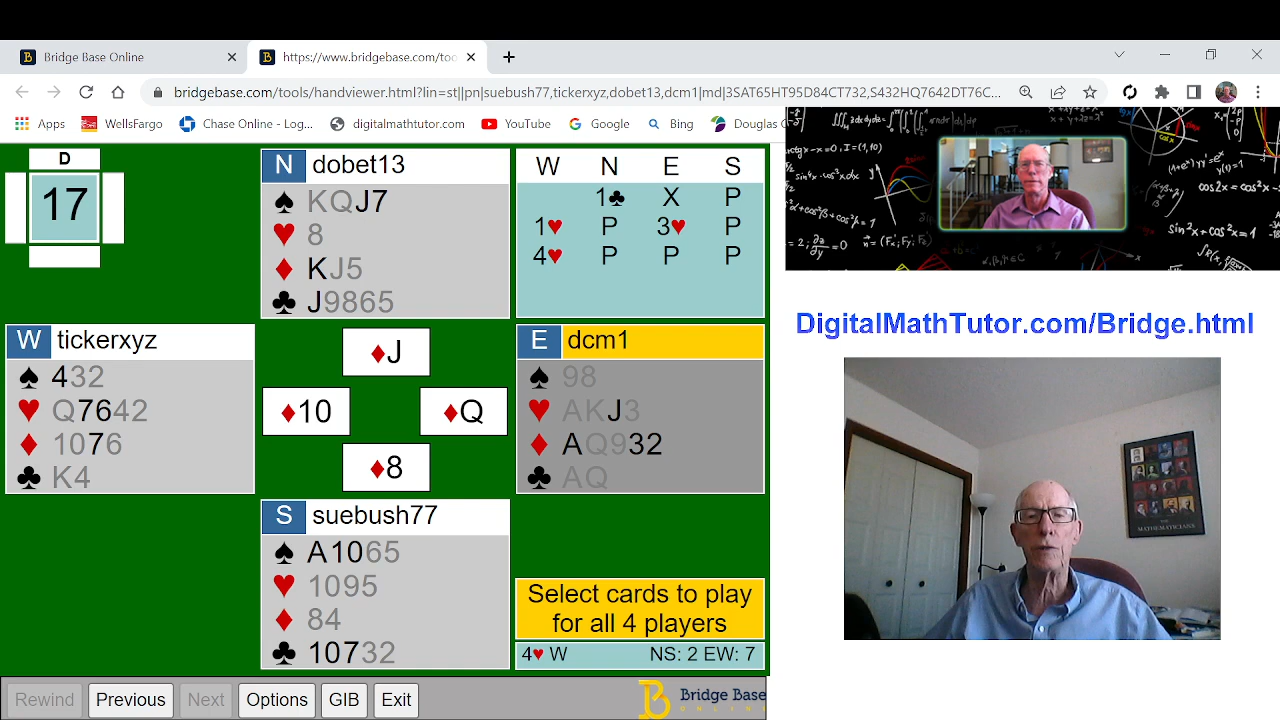 Bridge Base Online
https://www.bridgebase.com/too
bridgebase.com/tools/handviewer.html?lin=st||pn|suebush77,tickerxyz,dobet13,dcm1|md|3SAT65HT95D84CT732,S432HQ7642DT76C...
Apps WellsFargo Chase Online - Log... digitalmathtutor.com YouTube Google Bing Douglas G
D
17
N dobet13
♠ KQJ7
♥ 8
♦ KJ5
♣ J9865
W N E S
1♣ X P
1♥ P 3♥ P
4♥ P P P
W tickerxyz
♠ 432
♥ Q7642
♦ 1076
♣ K4
♦J
♦10
♦Q
♦8
E dcm1
♠ 98
♥ AKJ3
♦ AQ932
♣ AQ
S suebush77
♠ A1065
♥ 1095
♦ 84
♣ 10732
Select cards to play
for all 4 players
4♥ W NS: 2 EW: 7
Rewind Previous Next Options GIB Exit
Bridge Base
ONLINE
DigitalMathTutor.com/Bridge.html